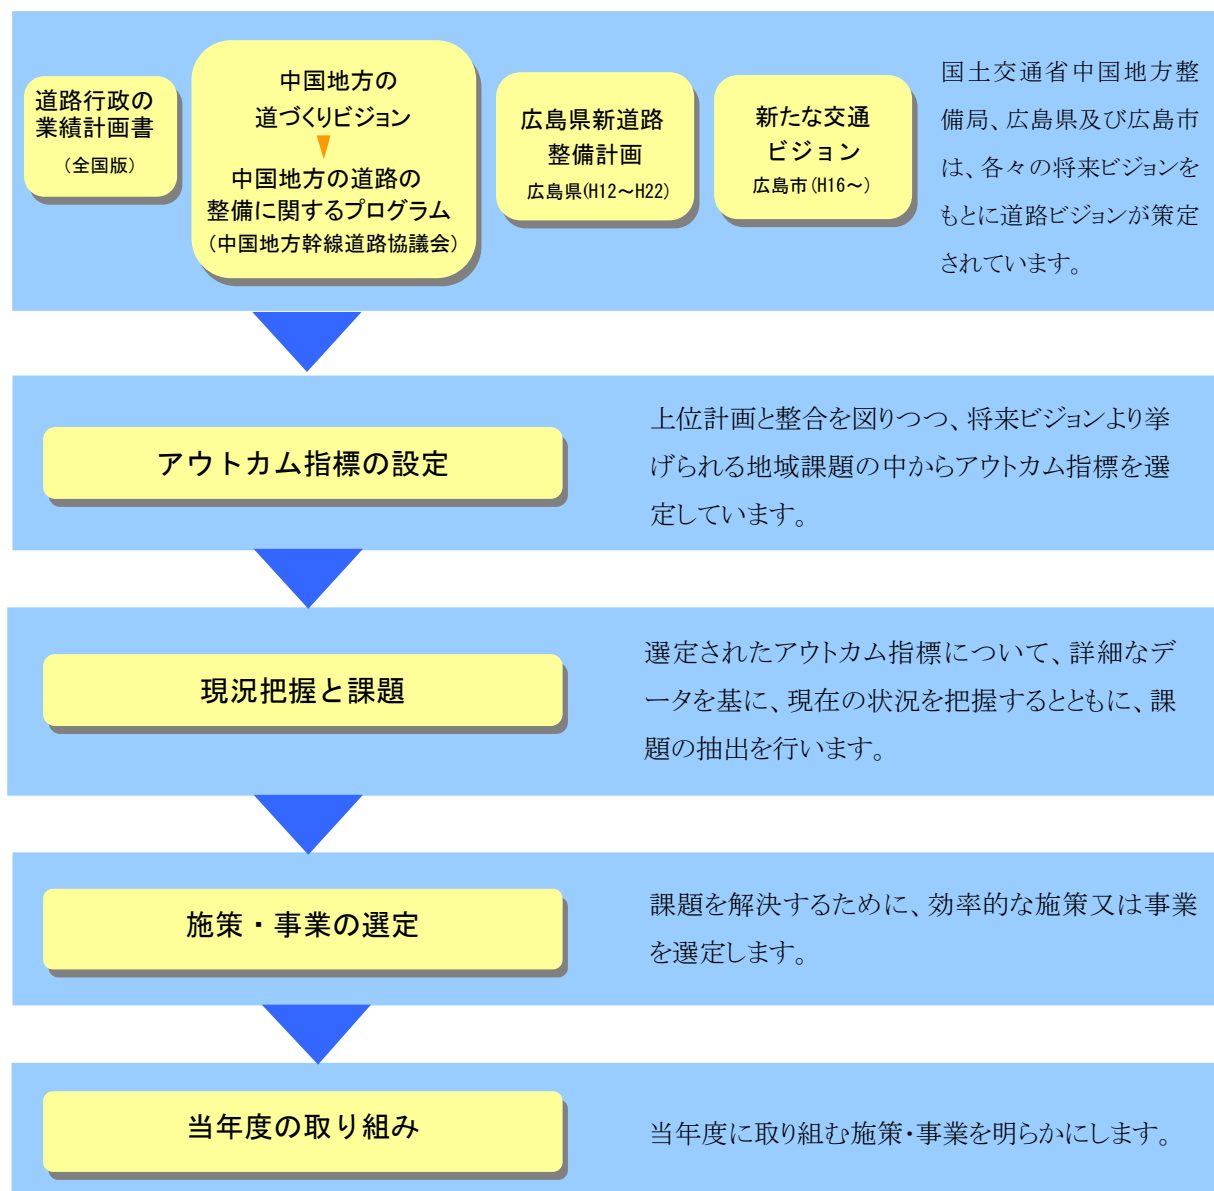 道路行政の
業績計画書
（全国版）
中国地方の
道づくりビジョン
中国地方の道路の
整備に関するプログラム
（中国地方幹線道路協議会）
広島県新道路
整備計画
広島県(H12～H22)
新たな交通
ビジョン
広島市(H16～)
国土交通省中国地方整
備局、広島県及び広島市
は、各々の将来ビジョンを
もとに道路ビジョンが策定
されています。
アウトカム指標の設定
上位計画と整合を図りつつ、将来ビジョンより挙
げられる地域課題の中からアウトカム指標を選
定しています。
現況把握と課題
選定されたアウトカム指標について、詳細なデ
ータを基に、現在の状況を把握するとともに、課
題の抽出を行います。
施策・事業の選定
課題を解決するために、効率的な施策又は事業
を選定します。
当年度の取り組み
当年度に取り組む施策・事業を明らかにします。